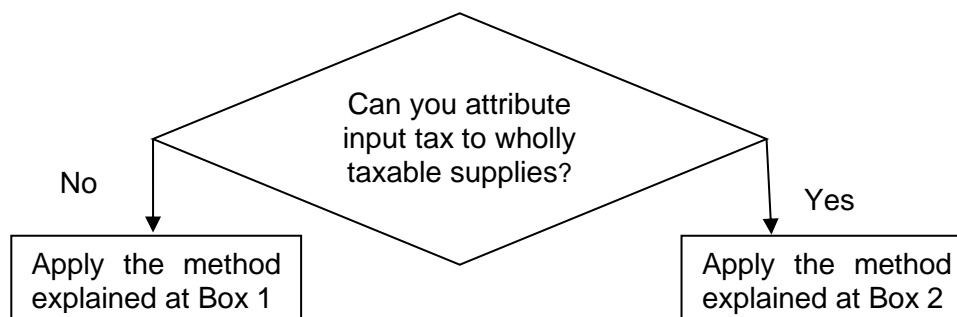 Can you attribute
input tax to wholly
taxable supplies?
No
Yes
Apply the method
explained at Box 1
Apply the method
explained at Box 2